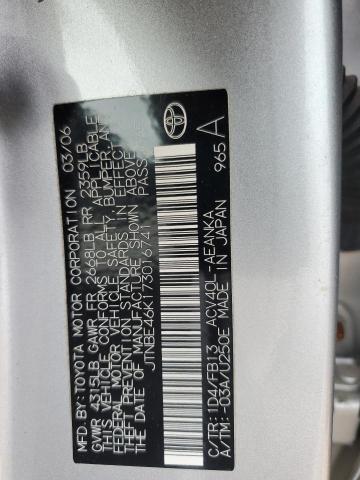 MFD. BY: TOYOTA MOTOR CORPORATION 03/06
GVWR 4315LB GAWR FR 2668LB RR 2359LB
THIS VEHICLE CONFORMS TO ALL APPLICABLE
FEDERAL MOTOR VEHICLE SAFETY, BUMPER, AND
THEFT PREVENTION STANDARDS IN EFFECT ON
THE DATE OF MANUFACTURE SHOWN ABOVE.
JTNBE46K173016741 PASS
C/TR: 1D4/FB13 ACV40L-AEANKA
A/TM: -03A/U250E MADE IN JAPAN
965 A